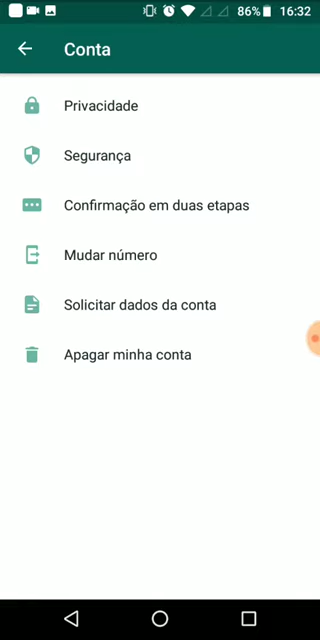 86% 16:32
Conta
Privacidade
Segurança
Confirmação em duas etapas
Mudar número
Solicitar dados da conta
Apagar minha conta